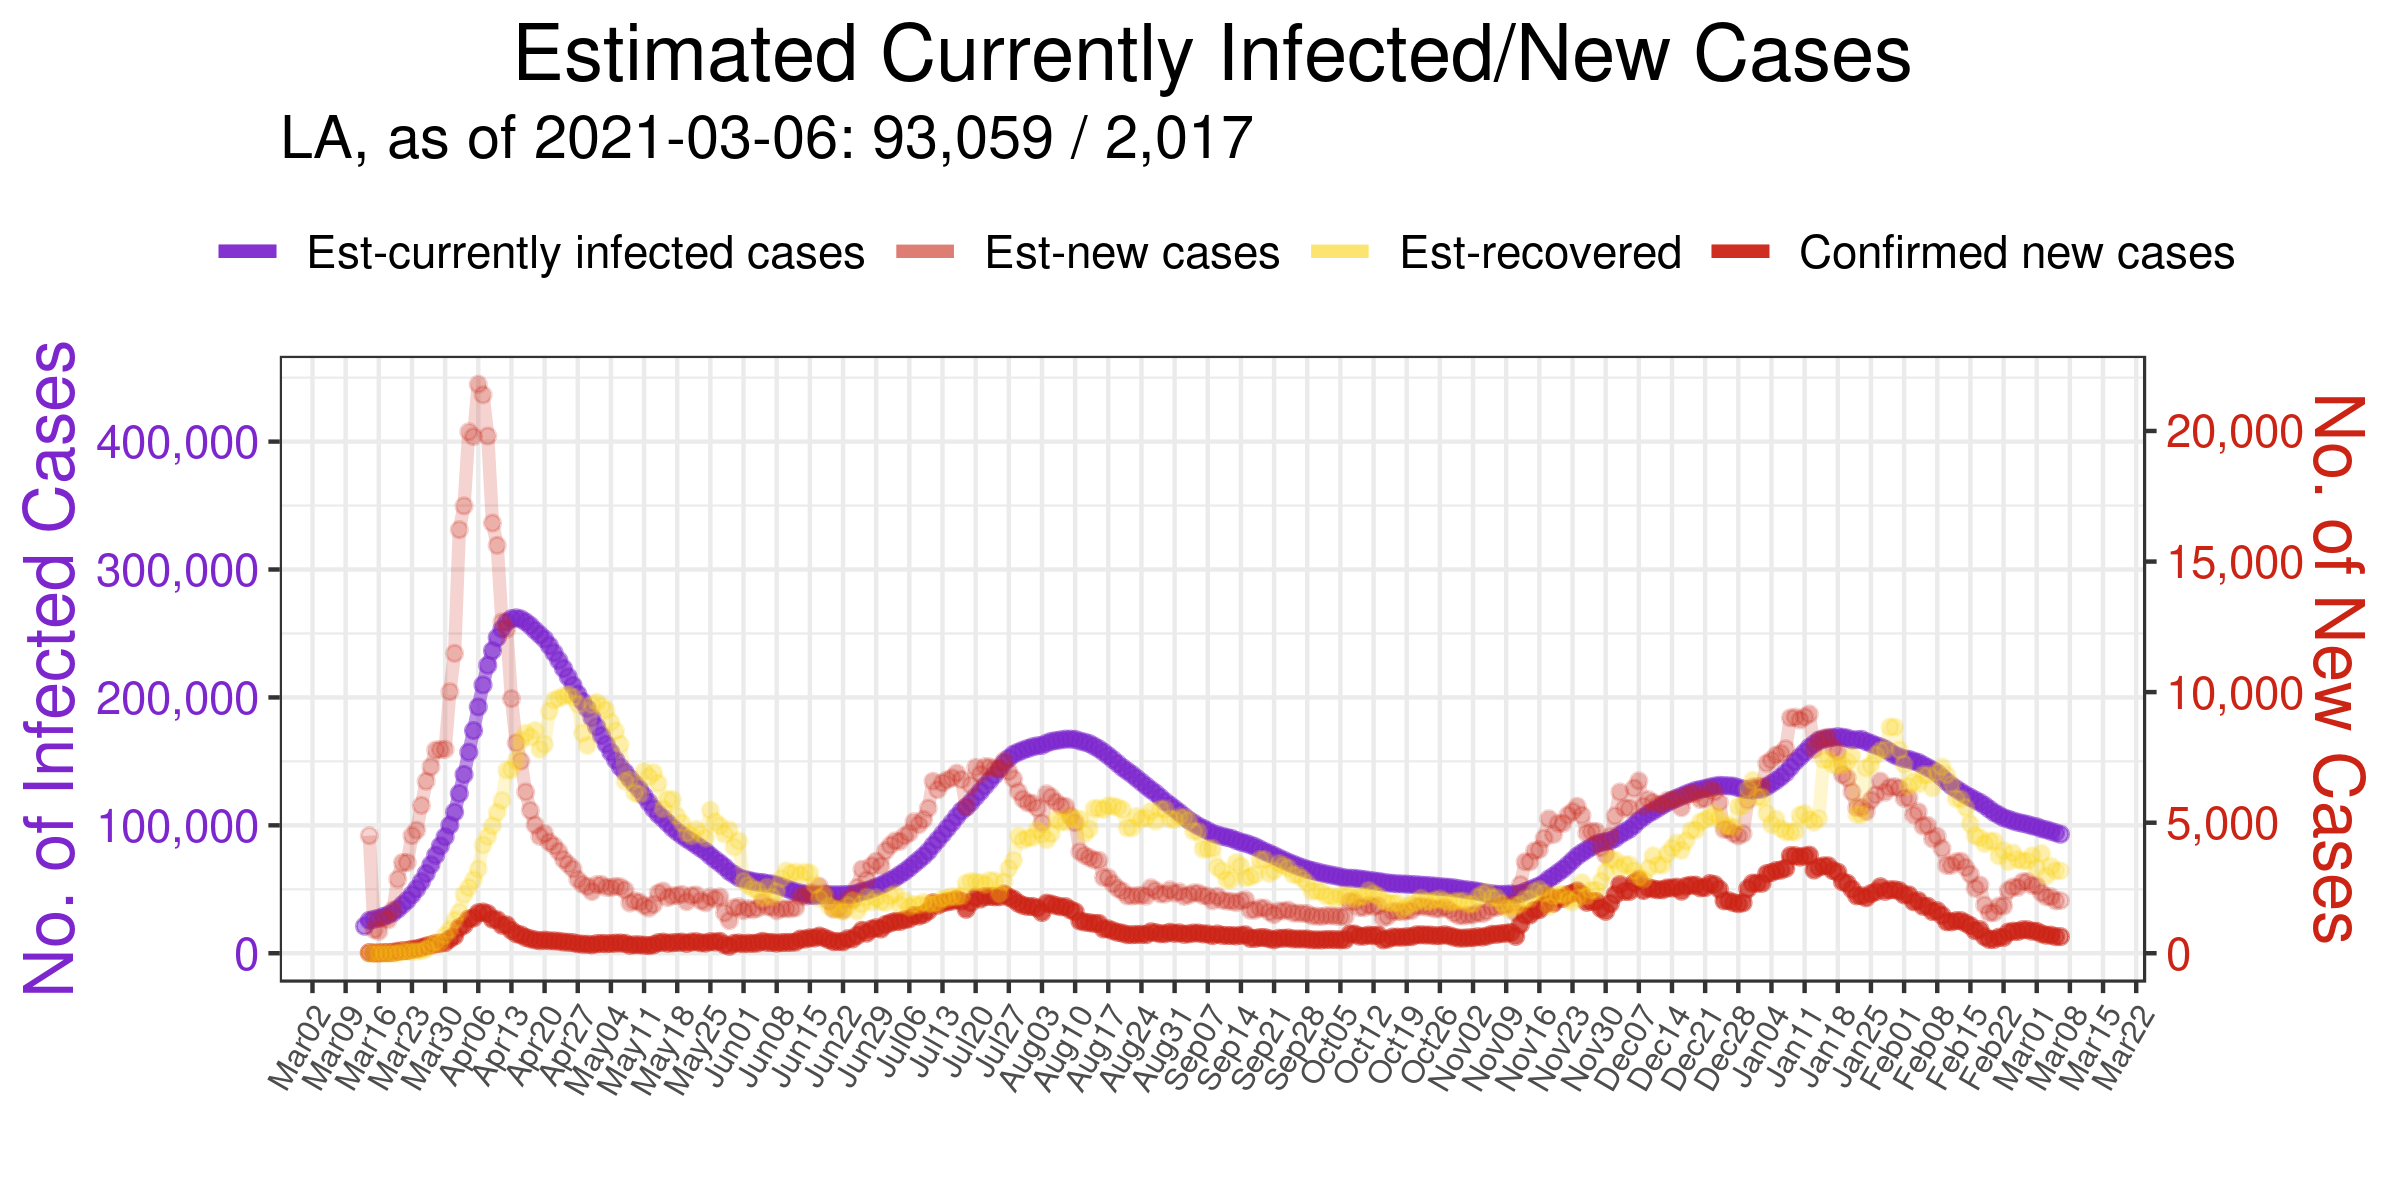 Estimated Currently Infected/New Cases
LA, as of 2021-03-06: 93,059 / 2,017
Est-currently infected cases Est-new cases Est-recovered Confirmed new cases
No. of Infected Cases
400,000
300,000
200,000
100,000
0
20,000
15,000
10,000
5,000
0
No. of New Cases
Mar02 Mar09 Mar16 Mar23 Mar30 Apr06 Apr13 Apr20 Apr27 May04 May11 May18 May25 Jun01 Jun08 Jun15 Jun22 Jun29 Jul06 Jul13 Jul20 Jul27 Aug03 Aug10 Aug17 Aug24 Aug31 Sep07 Sep14 Sep21 Sep28 Oct05 Oct12 Oct19 Oct26 Nov02 Nov09 Nov16 Nov23 Nov30 Dec07 Dec14 Dec21 Dec28 Jan04 Jan11 Jan18 Jan25 Feb01 Feb08 Feb15 Feb22 Mar01 Mar08 Mar15 Mar22